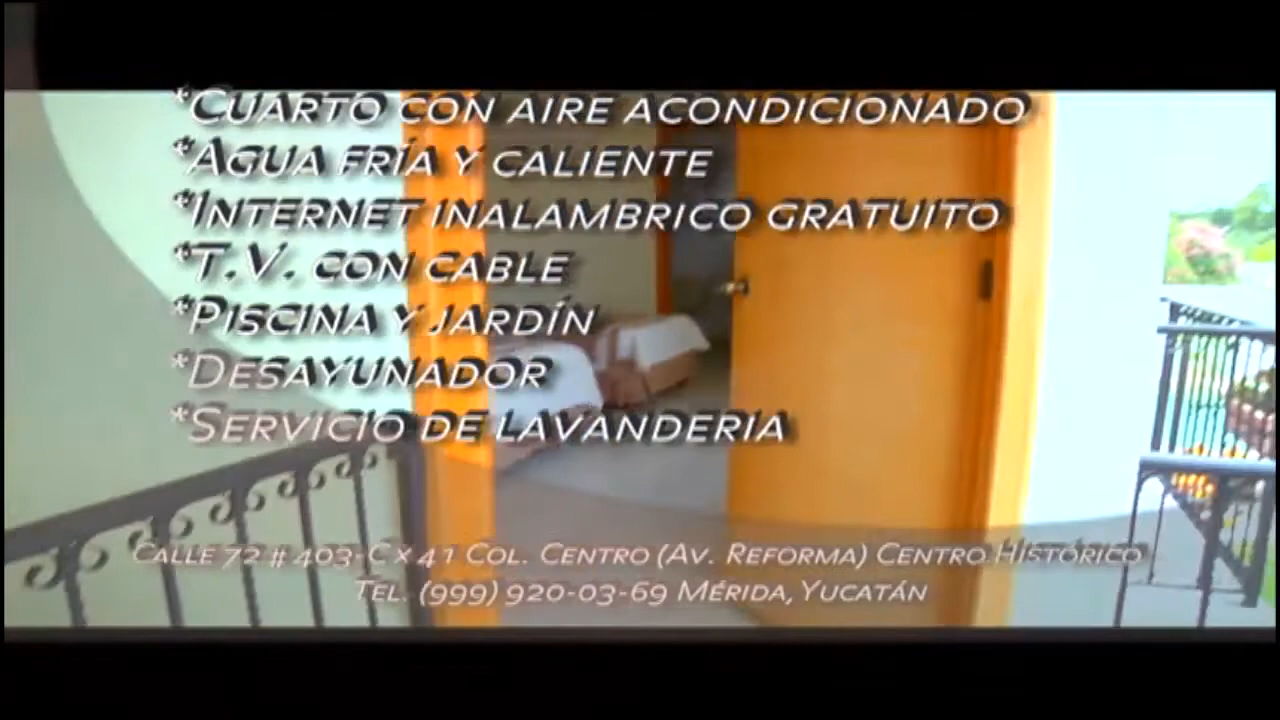 *CUARTO CON AIRE ACONDICIONADO
*AGUA FRÍA Y CALIENTE
*INTERNET INALAMBRICO GRATUITO
*T.V. CON CABLE
*PISCINA Y JARDÍN
*DESAYUNADOR
*SERVICIO DE LAVANDERIA
CALLE 72 # 403-C X 41 COL. CENTRO (AV. REFORMA) CENTRO HISTÓRICO
TEL. (999) 920-03-69 MÉRIDA, YUCATÁN